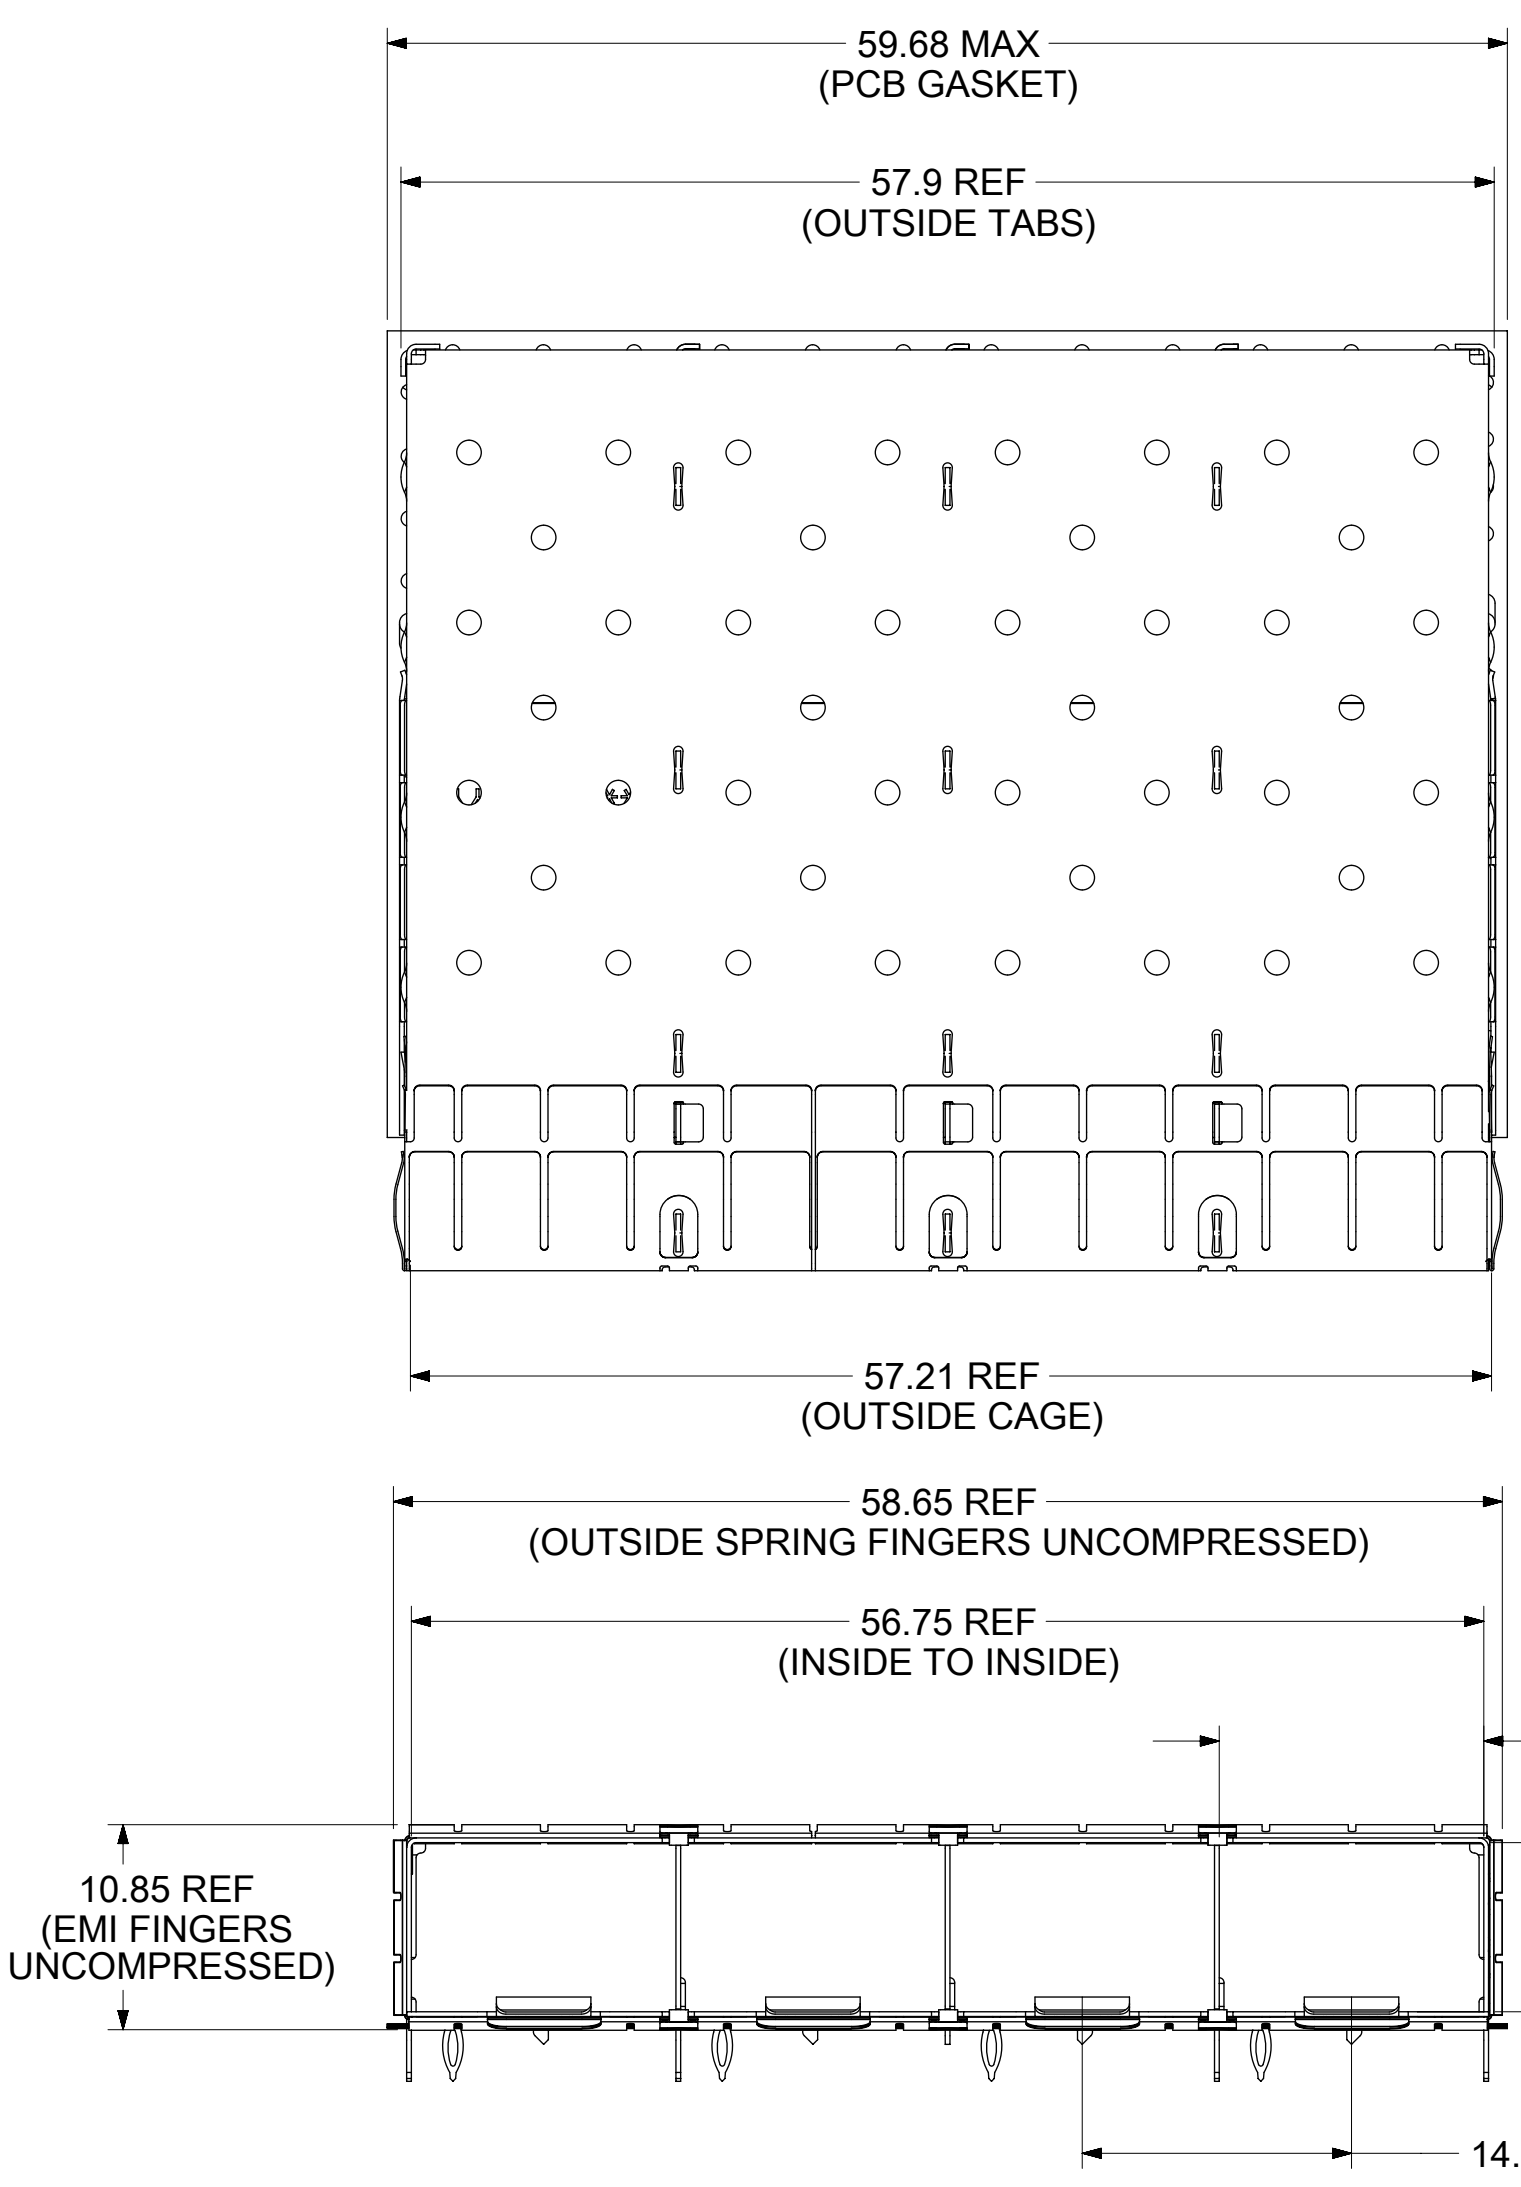 59.68 MAX
(PCB GASKET)
57.9 REF
(OUTSIDE TABS)
57.21 REF
(OUTSIDE CAGE)
58.65 REF
(OUTSIDE SPRING FINGERS UNCOMPRESSED)
56.75 REF
(INSIDE TO INSIDE)
10.85 REF
(EMI FINGERS
UNCOMPRESSED)
14.